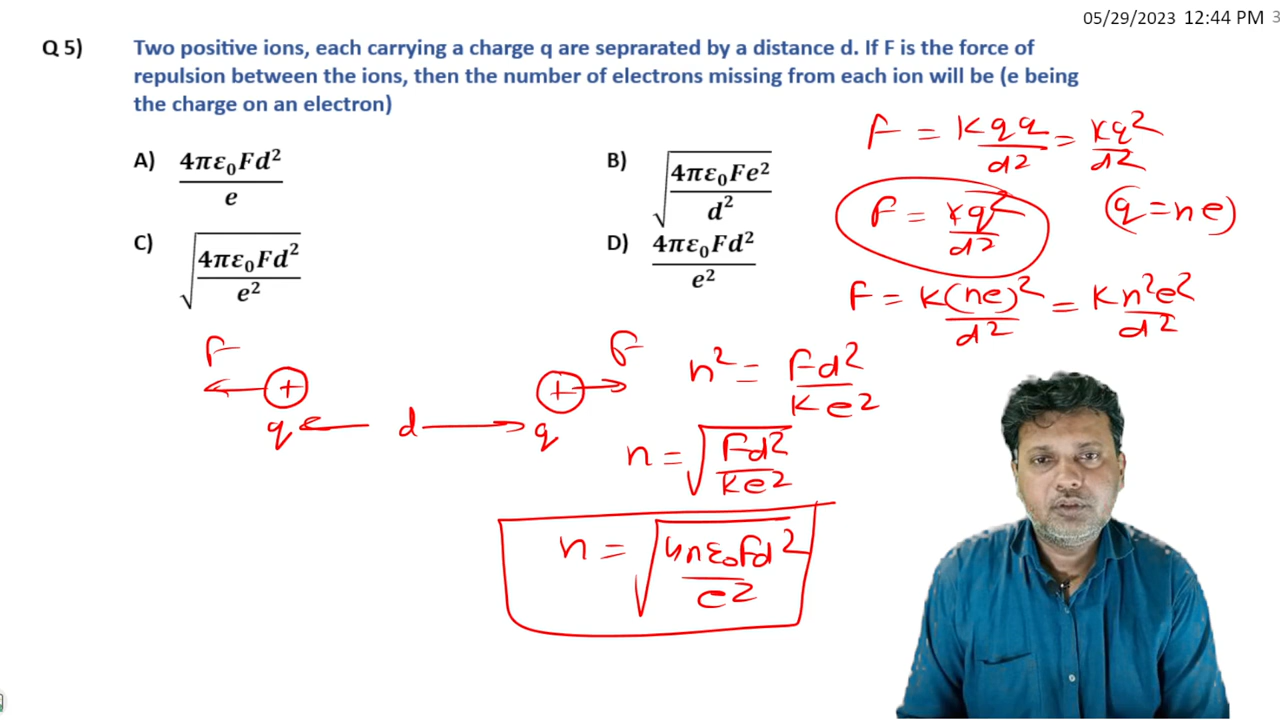 05/29/2023 12:44 PM 3
Q 5) Two positive ions, each carrying a charge q are seprarated by a distance d. If F is the force of
repulsion between the ions, then the number of electrons missing from each ion will be (e being
the charge on an electron)
A) 4πε₀Fd² / e
B) √(4πε₀Fe² / d²)
C) √(4πε₀Fd² / e²)
D) 4πε₀Fd² / e²
F = Kqq / d² = Kq² / d²
F = Kq² / d² (q = ne)
F = K(ne)² / d² = Kn²e² / d²
F F
+ +
q d q
n² = Fd² / Ke²
n = √(Fd² / Ke²)
n = √(4πε₀Fd² / e²)